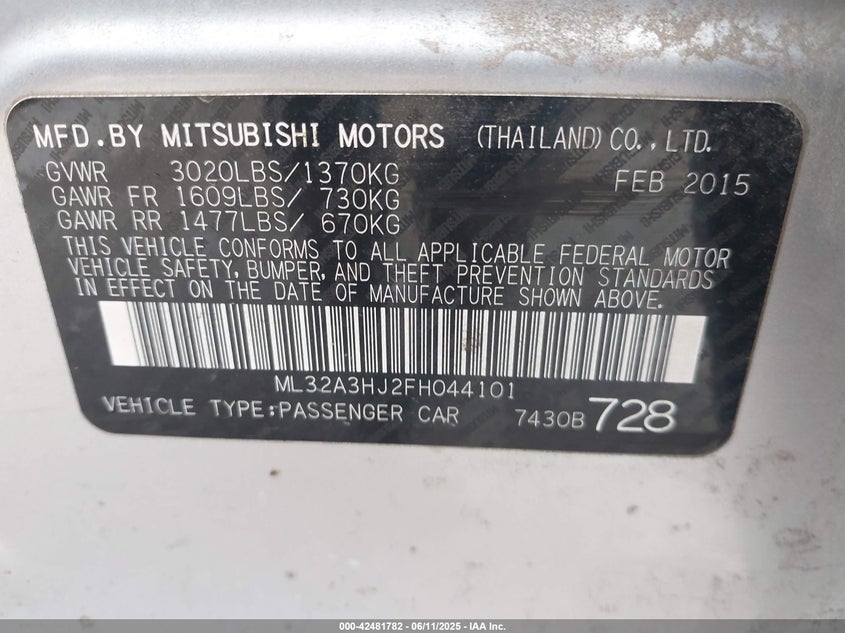 MFD.BY MITSUBISHI MOTORS (THAILAND) CO.,LTD.
GVWR 3020LBS/1370KG FEB 2015
GAWR FR 1609LBS/ 730KG
GAWR RR 1477LBS/ 670KG
THIS VEHICLE CONFORMS TO ALL APPLICABLE FEDERAL MOTOR
VEHICLE SAFETY, BUMPER, AND THEFT PREVENTION STANDARDS
IN EFFECT ON THE DATE OF MANUFACTURE SHOWN ABOVE.
ML32A3HJ2FH044101
VEHICLE TYPE:PASSENGER CAR 7430B 728
000-42481782 - 06/11/2025 - IAA Inc.